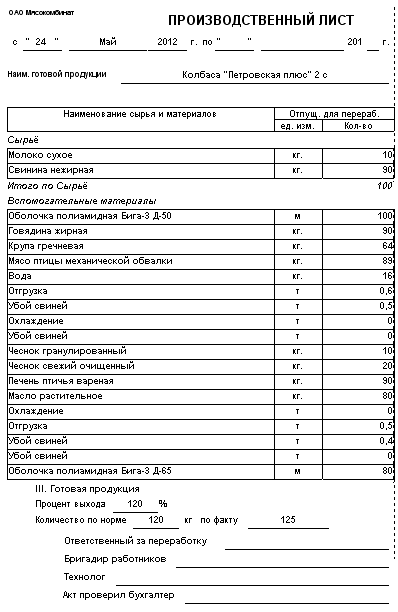 ОАО Мясокомбинат
ПРОИЗВОДСТВЕННЫЙ ЛИСТ
с " 24 " Май 2012 г. по " " 201 г.
Наим. готовой продукции Колбаса "Петровская плюс" 2 с
Наименование сырья и материалов Отпущ. для перераб.
ед. изм. Кол-во
Сырьё
Молоко сухое кг. 10
Свинина нежирная кг. 90
Итого по Сырьё 100
Вспомогательные материалы
Оболочка полиамидная Бига-3 Д-50 м 100
Говядина жирная кг. 90
Крупа гречневая кг. 64
Мясо птицы механической обвалки кг. 89
Вода кг. 16
Отгрузка т 0,6
Убой свиней т 0,5
Охлаждение т 0
Убой свиней т 0
Чеснок гранулированный кг. 10
Чеснок свежий очищенный кг. 20
Печень птичья вареная кг. 90
Масло растительное кг. 80
Охлаждение т 0
Отгрузка т 0,5
Убой свиней т 0,4
Убой свиней т 0
Оболочка полиамидная Бига-3 Д-65 м 80
III. Готовая продукция
Процент выхода 120 %
Количество по норме 120 кг по факту 125
Ответственный за переработку
Бригадир работников
Технолог
Акт проверил бухгалтер